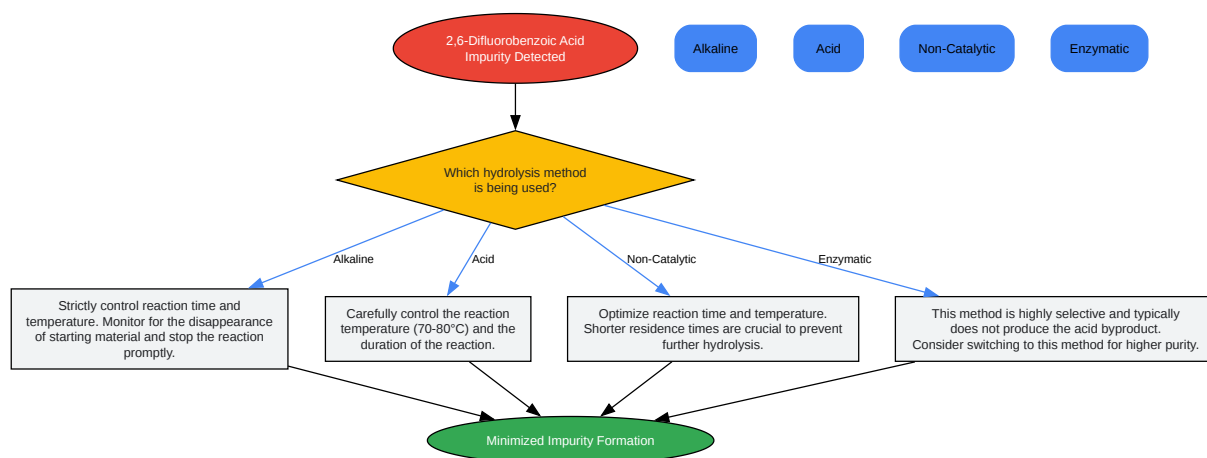 2,6-Difluorobenzoic Acid
Impurity Detected
Alkaline
Acid
Non-Catalytic
Enzymatic
Which hydrolysis method
is being used?
Alkaline
Acid
Non-Catalytic
Enzymatic
Strictly control reaction time and
temperature. Monitor for the disappearance
of starting material and stop the reaction
promptly.
Carefully control the reaction
temperature (70-80°C) and the
duration of the reaction.
Optimize reaction time and temperature.
Shorter residence times are crucial to prevent
further hydrolysis.
This method is highly selective and typically
does not produce the acid byproduct.
Consider switching to this method for higher purity.
Minimized Impurity Formation